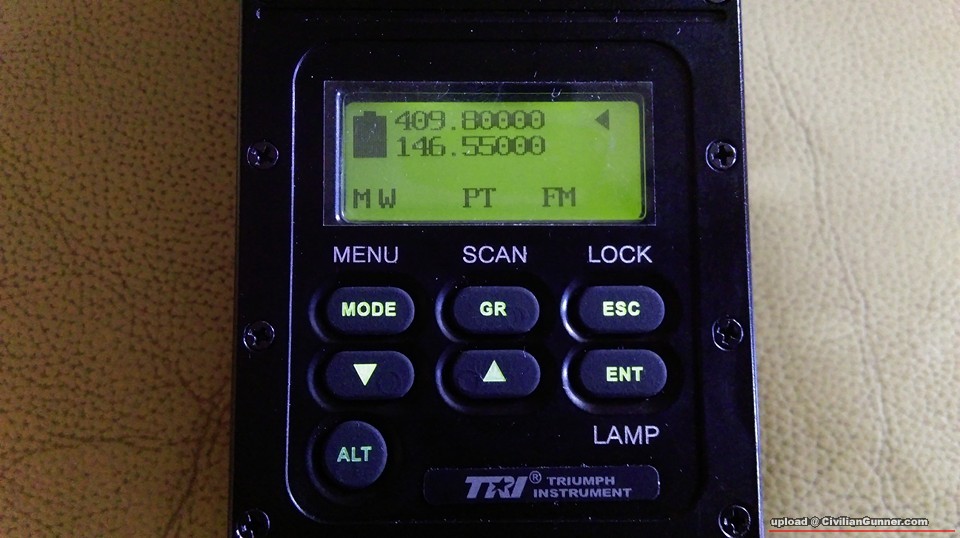 409.80000
146.55000
MW PT FM
MENU SCAN LOCK
MODE GR ESC
ENT
LAMP
ALT
TRI® TRIUMPH
INSTRUMENT
upload @ CivilianGunner.com